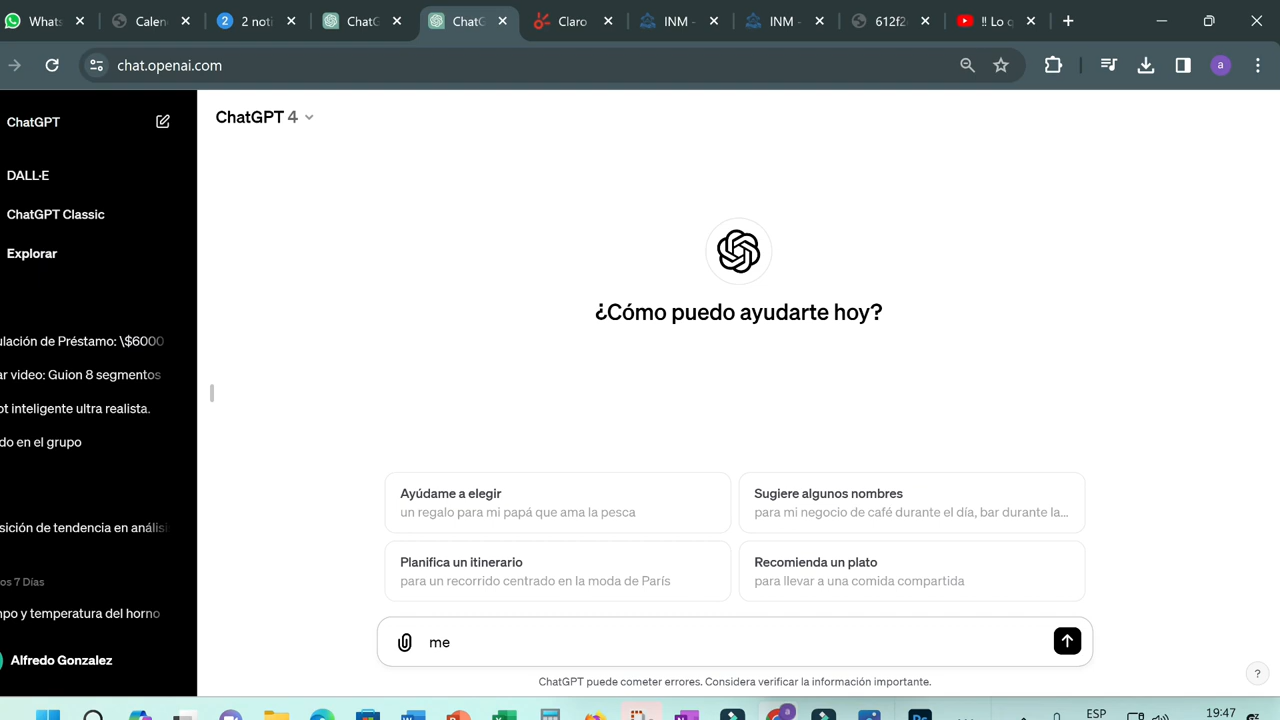 Whats
Calen
2
2 noti
ChatG
ChatG
Claro
INM -
INM -
612f2
!! Lo q
chat.openai.com
a
ChatGPT
ChatGPT 4
DALL·E
ChatGPT Classic
Explorar
¿Cómo puedo ayudarte hoy?
ulación de Préstamo: \$6000
ar video: Guion 8 segmentos
ot inteligente ultra realista.
do en el grupo
Ayúdame a elegir
un regalo para mi papá que ama la pesca
Sugiere algunos nombres
para mi negocio de café durante el día, bar durante la...
sición de tendencia en análisi
Planifica un itinerario
para un recorrido centrado en la moda de París
Recomienda un plato
para llevar a una comida compartida
os 7 Días
npo y temperatura del horno
me
Alfredo Gonzalez
ChatGPT puede cometer errores. Considera verificar la información importante.
?
ESP
19:47